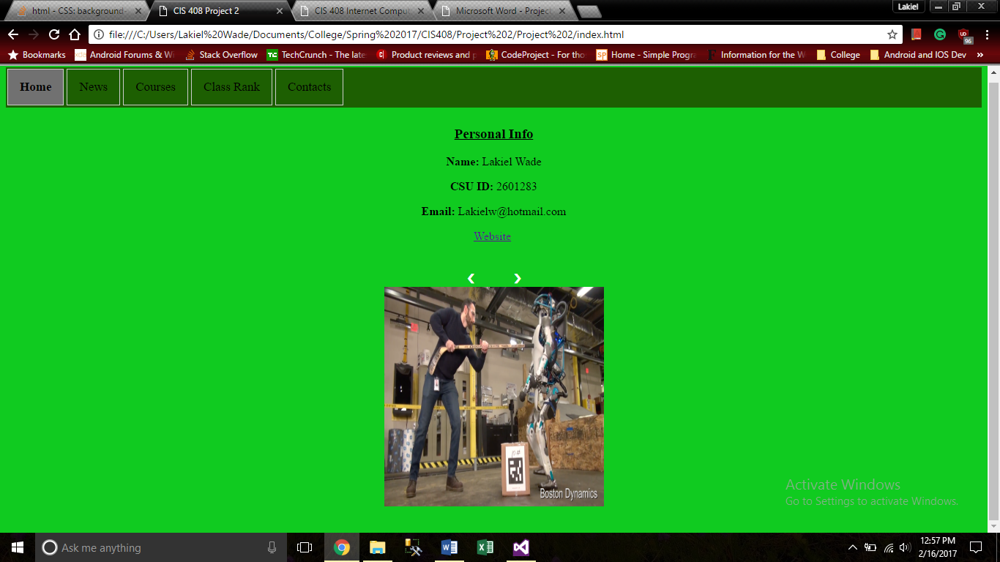 html - CSS: background- CIS 408 Project 2 CIS 408 Internet Comput Microsoft Word - Project Lakiel
file:///C:/Users/Lakiel%20Wade/Documents/College/Spring%202017/CIS408/Project%202/Project%202/index.html
Bookmarks Android Forums & W Stack Overflow TechCrunch - The late Product reviews and p CodeProject - For tho Home - Simple Progra Information for the W College Android and IOS Dev »
96
Home News Courses Class Rank Contacts
Personal Info
Name: Lakiel Wade
CSU ID: 2601283
Email: Lakielw@hotmail.com
Website
‹ ›
Boston Dynamics
Activate Windows
Go to Settings to activate Windows.
Ask me anything
12:57 PM
2/16/2017